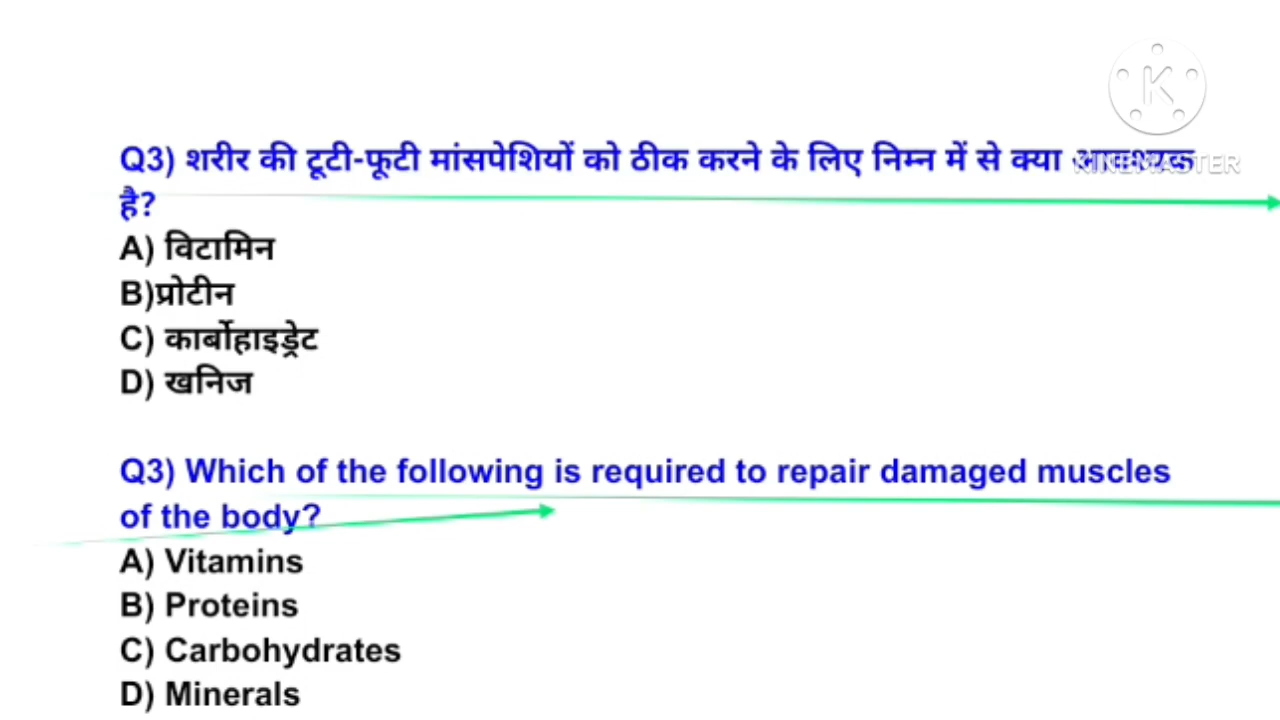 Q3) शरीर की टूटी-फूटी मांसपेशियों को ठीक करने के लिए निम्न में से क्या
KINEMASTER
है?
A) विटामिन
B)प्रोटीन
C) कार्बोहाइड्रेट
D) खनिज
Q3) Which of the following is required to repair damaged muscles
of the body?
A) Vitamins
B) Proteins
C) Carbohydrates
D) Minerals